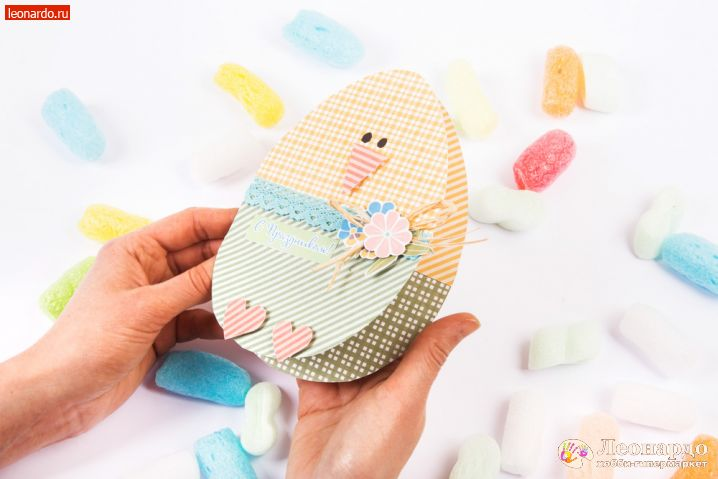 leonardo.ru
С Праздником!
Леонардо
хобби-гипермаркет